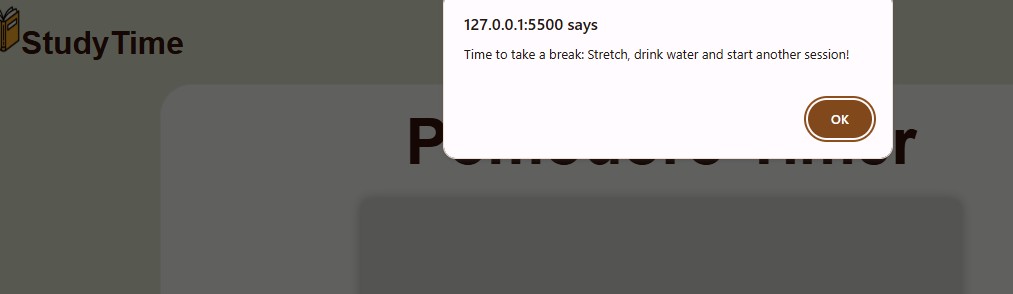 127.0.0.1:5500 says
StudyTime
Time to take a break: Stretch, drink water and start another session!
OK
Pomodoro Timer